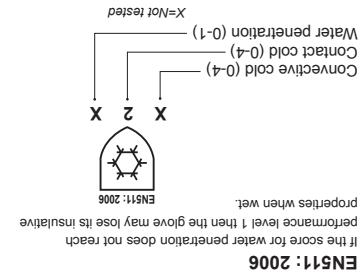 EN511: 2006
If the score for water penetration does not reach
performance level 1 then the glove may lose its insulative
properties when wet.
EN511: 2006
X 2 X
Convective cold (0-4)
Contact cold (0-4)
Water penetration (0-1)
X=Not tested